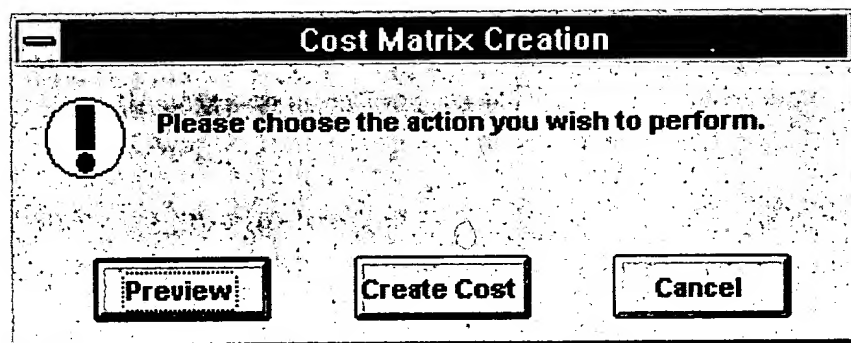 Cost Matrix Creation
Please choose the action you wish to perform.
Preview Create Cost Cancel